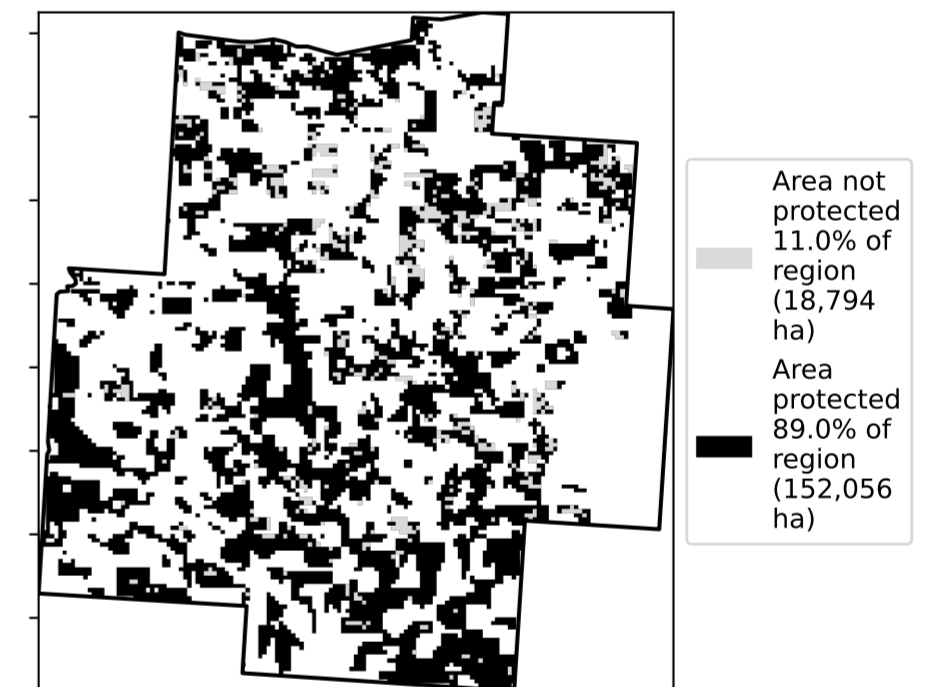 Area not
protected
11.0% of
region
(18,794
ha)
Area
protected
89.0% of
region
(152,056
ha)